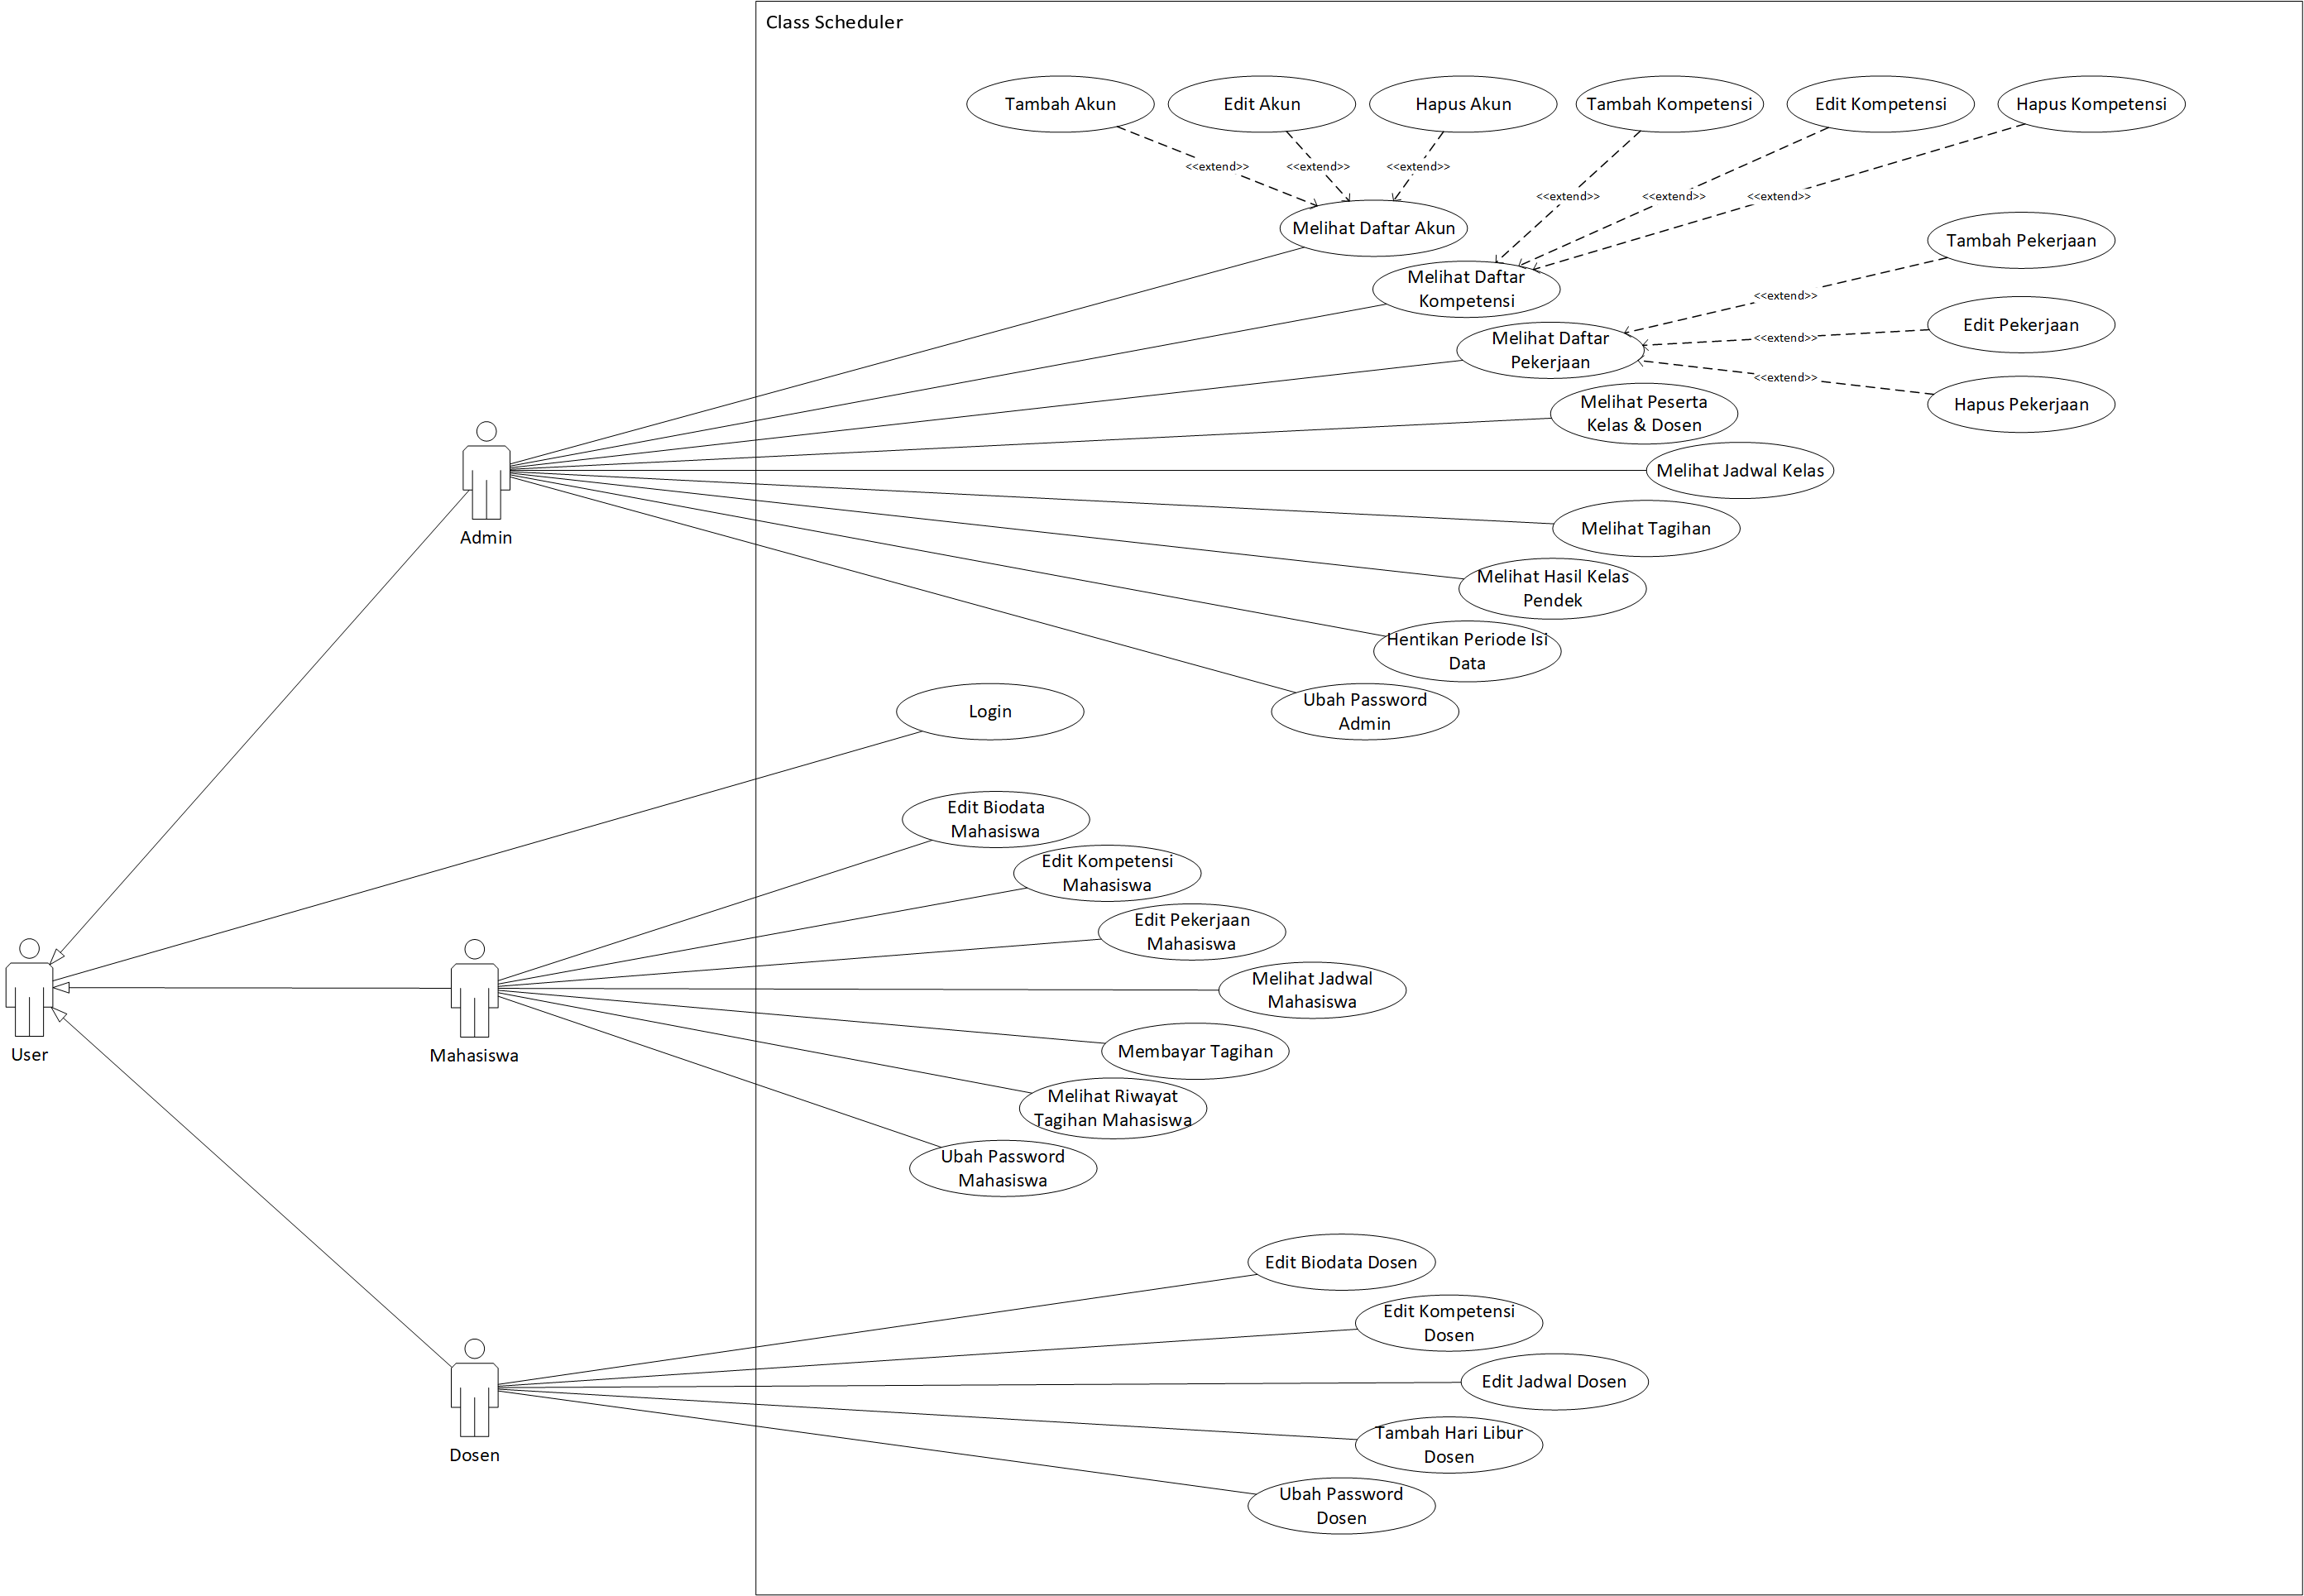 Class Scheduler
Tambah Akun
Edit Akun
Hapus Akun
Tambah Kompetensi
Edit Kompetensi
Hapus Kompetensi
<<extend>>
<<extend>>
<<extend>>
<<extend>>
<<extend>>
<<extend>>
Melihat Daftar Akun
Tambah Pekerjaan
Melihat Daftar
Kompetensi
<<extend>>
Edit Pekerjaan
<<extend>>
Melihat Daftar
Pekerjaan
<<extend>>
Hapus Pekerjaan
Melihat Peserta
Kelas & Dosen
Melihat Jadwal Kelas
Admin
Melihat Tagihan
Melihat Hasil Kelas
Pendek
Hentikan Periode Isi
Data
Ubah Password
Admin
Login
Edit Biodata
Mahasiswa
Edit Kompetensi
Mahasiswa
Edit Pekerjaan
Mahasiswa
Melihat Jadwal
Mahasiswa
User
Mahasiswa
Membayar Tagihan
Melihat Riwayat
Tagihan Mahasiswa
Ubah Password
Mahasiswa
Edit Biodata Dosen
Edit Kompetensi
Dosen
Edit Jadwal Dosen
Tambah Hari Libur
Dosen
Dosen
Ubah Password
Dosen